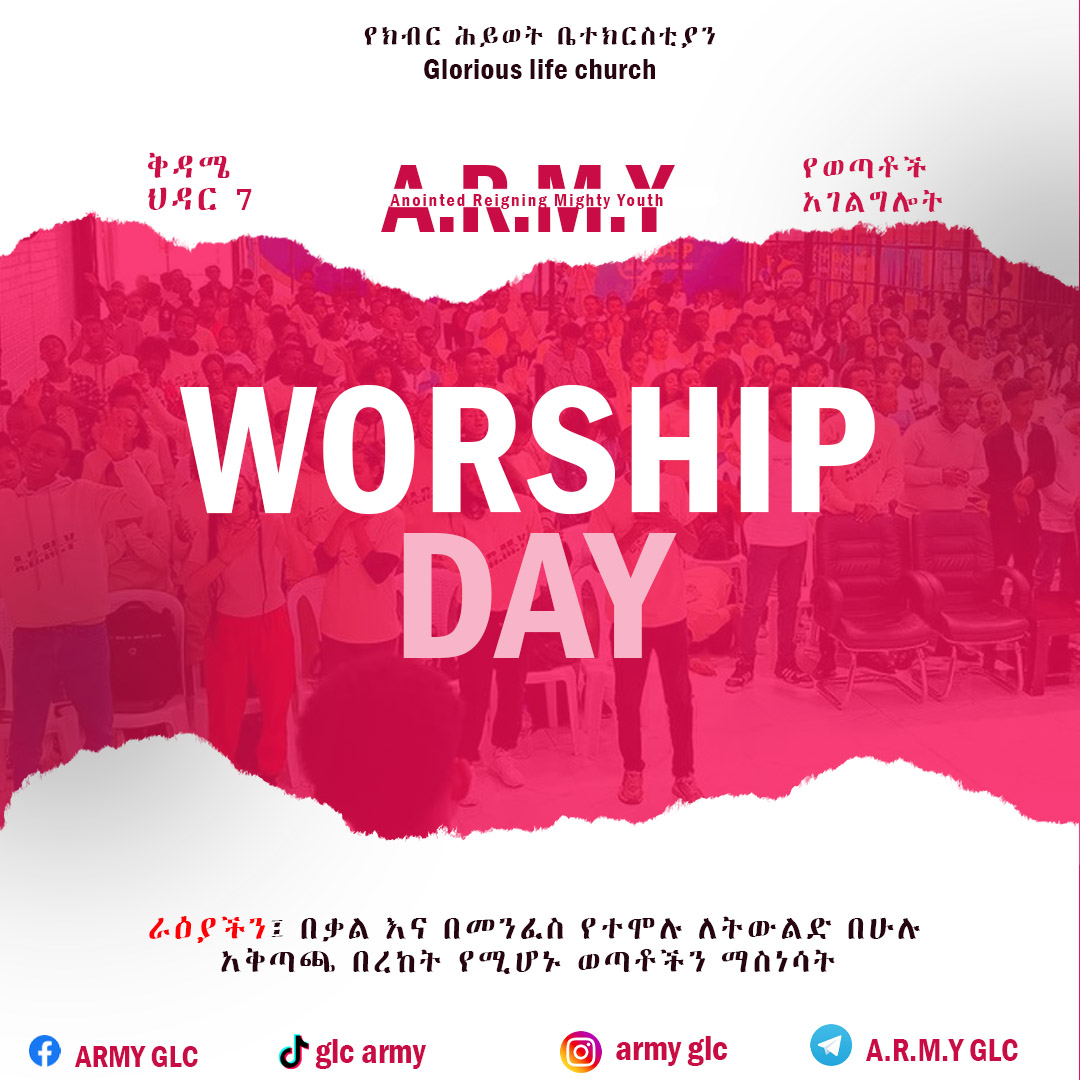 የክብር ሕይወት ቤተክርስቲያን
Glorious life church
ቅዳሜ
ህዳር 7
A.R.M.Y
Anointed Reigning Mighty Youth
የወጣቶች
አገልግሎት
WORSHIP
DAY
ራዕያችን፤ በቃል እና በመንፈስ የተሞሉ ለትውልድ በሁሉ
አቅጣጫ በረከት የሚሆኑ ወጣቶችን ማስነሳት
ARMY GLC
glc army
army glc
A.R.M.Y GLC